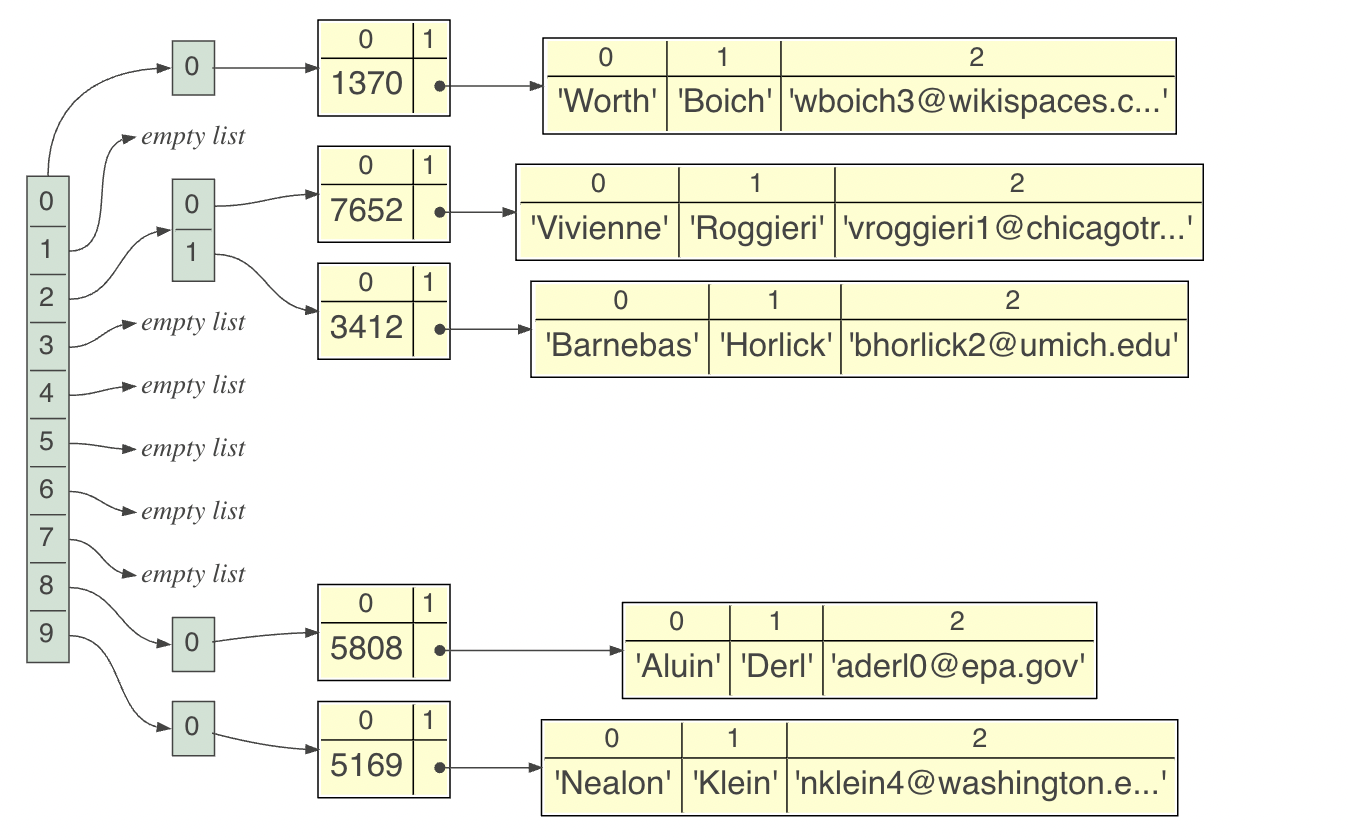 0 1
0 1370
0 1 2
'Worth' 'Boich' 'wboich3@wikispaces.c...'
empty list
0 1
7652
0 1 2
'Vivienne' 'Roggieri' 'vroggieri1@chicagotr...'
0
1
0 1
3412
0 1 2
'Barnebas' 'Horlick' 'bhorlick2@umich.edu'
0
1
2
3
4
5
6
7
8
9
empty list
empty list
empty list
empty list
empty list
0
0 1
5808
0 1 2
'Aluin' 'Derl' 'aderl0@epa.gov'
0
0 1
5169
0 1 2
'Nealon' 'Klein' 'nklein4@washington.e...'